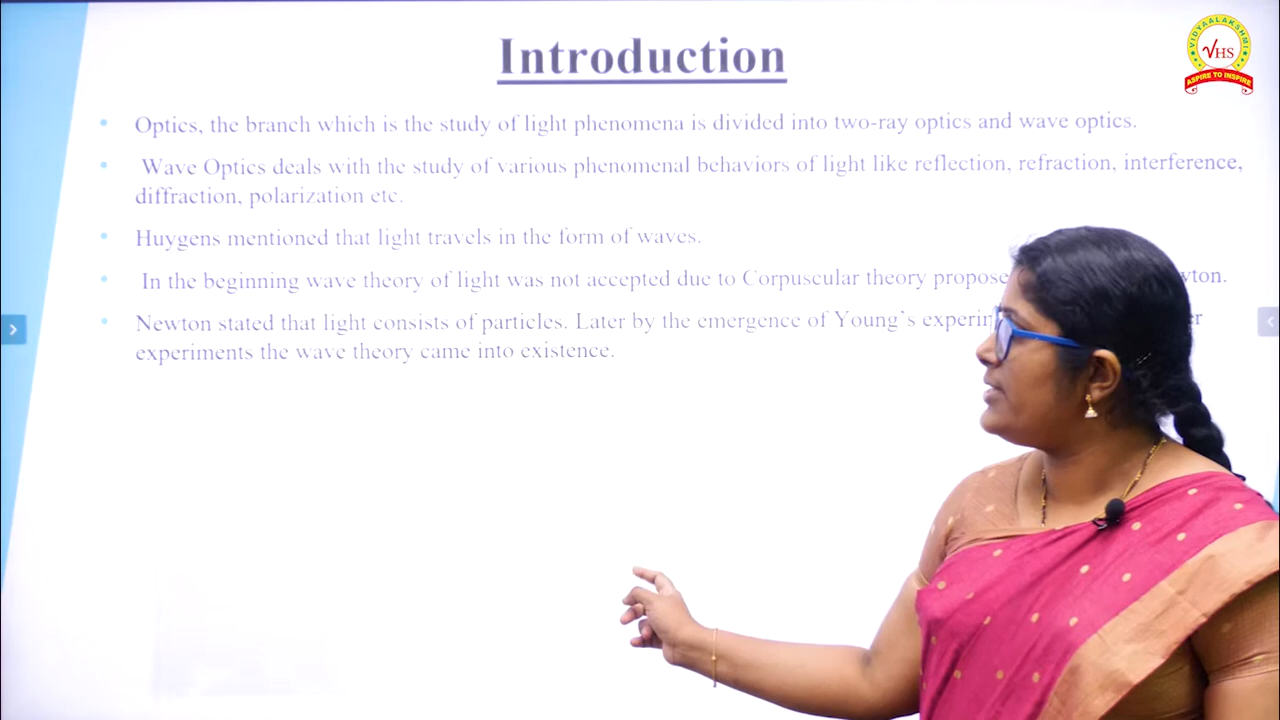 Introduction
VIDYAALAKSHMI
VHS
ASPIRE TO INSPIRE
Optics, the branch which is the study of light phenomena is divided into two-ray optics and wave optics.
Wave Optics deals with the study of various phenomenal behaviors of light like reflection, refraction, interference,
diffraction, polarization etc.
Huygens mentioned that light travels in the form of waves.
In the beginning wave theory of light was not accepted due to Corpuscular theory
Newton stated that light consists of particles. Later by the emergence of Young's
experiments the wave theory came into existence.